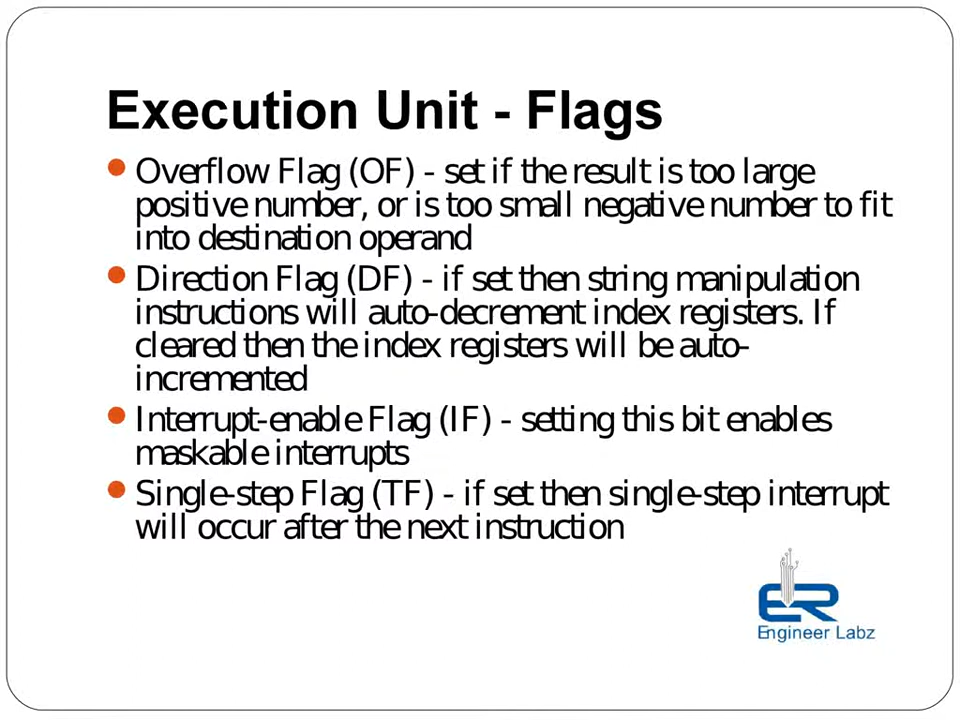 Execution Unit - Flags
Overflow Flag (OF) - set if the result is too large
positive number, or is too small negative number to fit
into destination operand
Direction Flag (DF) - if set then string manipulation
instructions will auto-decrement index registers. If
cleared then the index registers will be auto-
incremented
Interrupt-enable Flag (IF) - setting this bit enables
maskable interrupts
Single-step Flag (TF) - if set then single-step interrupt
will occur after the next instruction
ER
Engineer Labz